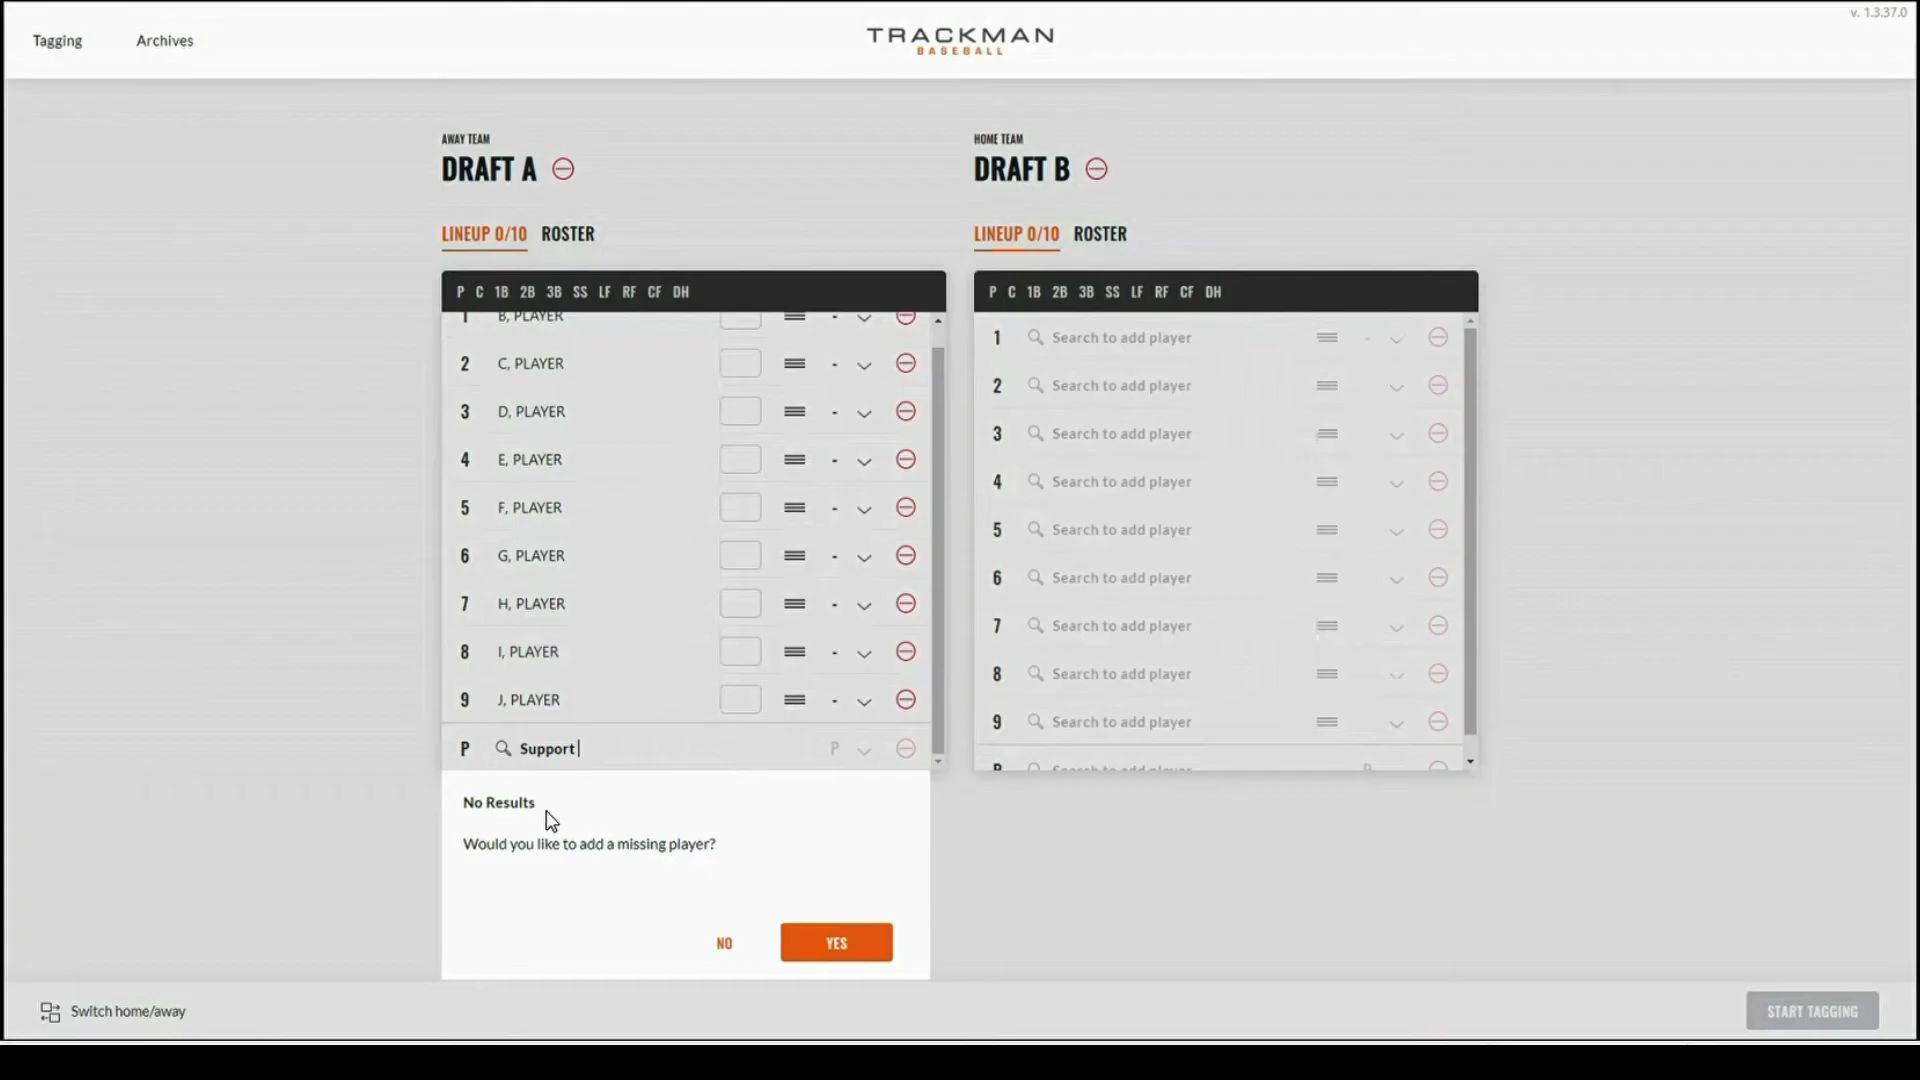 v. 1.3.37.0
Tagging Archives
TRACKMAN
BASEBALL
AWAY TEAM
DRAFT A
LINEUP 0/10 ROSTER
P C 1B 2B 3B SS LF RF CF DH
1 B, PLAYER -
2 C, PLAYER -
3 D, PLAYER -
4 E, PLAYER -
5 F, PLAYER -
6 G, PLAYER -
7 H, PLAYER -
8 I, PLAYER -
9 J, PLAYER -
P Support P
No Results
Would you like to add a missing player?
NO YES
HOME TEAM
DRAFT B
LINEUP 0/10 ROSTER
P C 1B 2B 3B SS LF RF CF DH
1 Search to add player -
2 Search to add player
3 Search to add player
4 Search to add player
5 Search to add player
6 Search to add player
7 Search to add player
8 Search to add player
9 Search to add player
P Search to add player P
Switch home/away
START TAGGING